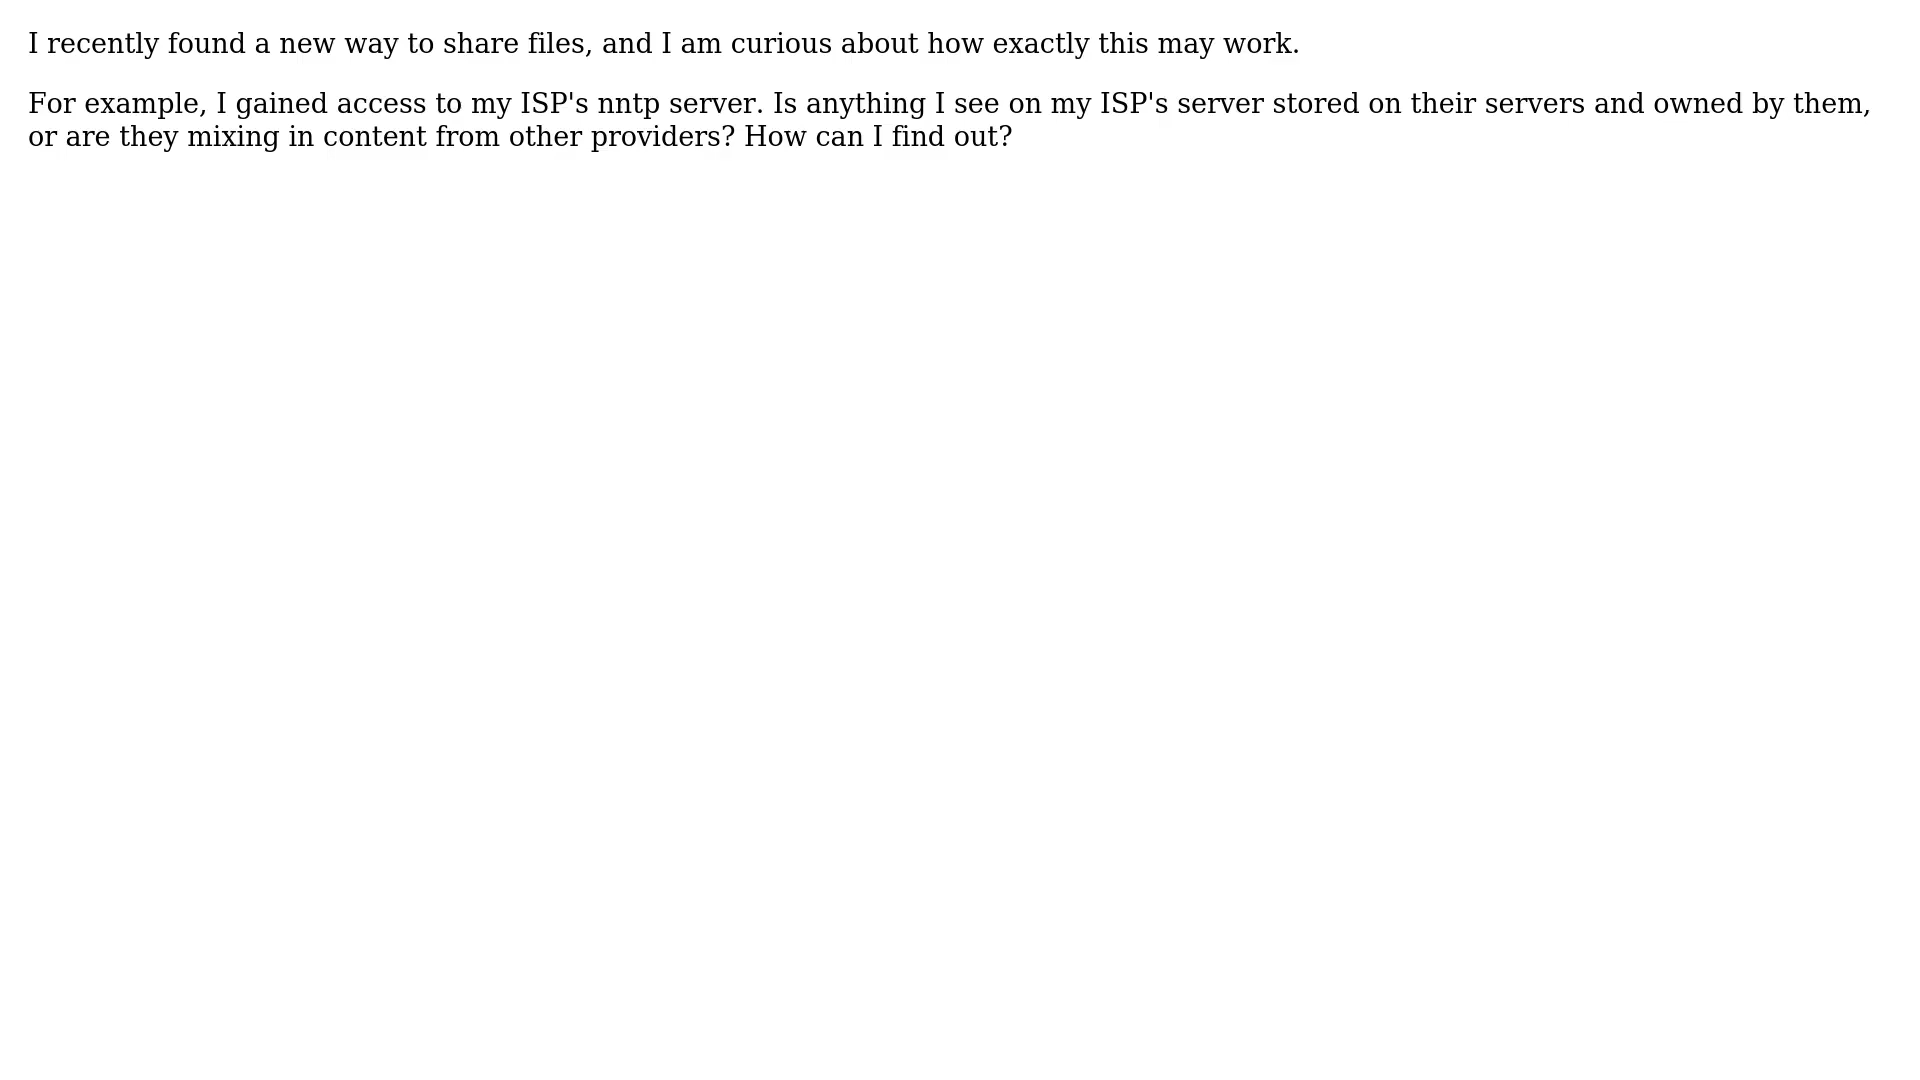 I recently found a new way to share files, and I am curious about how exactly this may work.
For example, I gained access to my ISP's nntp server. Is anything I see on my ISP's server stored on their servers and owned by them,
or are they mixing in content from other providers? How can I find out?